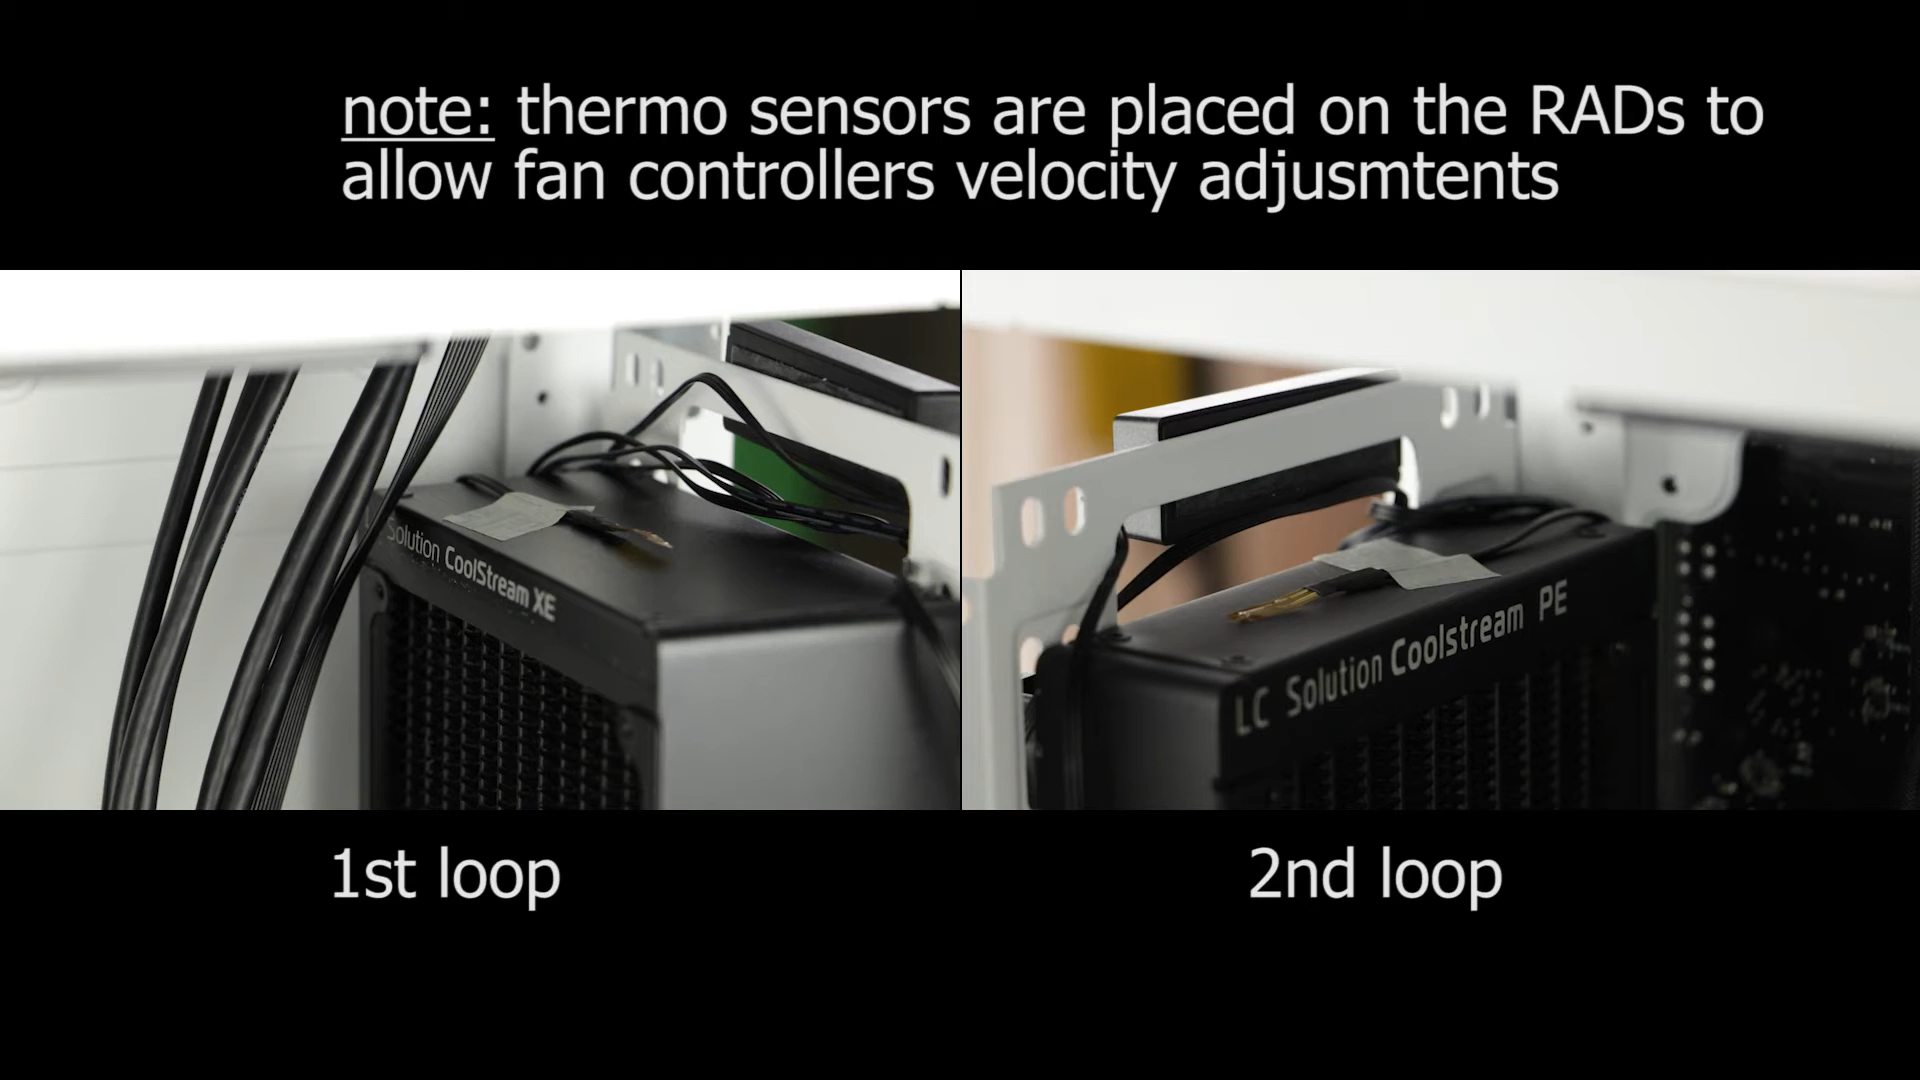 note: thermo sensors are placed on the RADs to
allow fan controllers velocity adjusmtents
Solution CoolStream XE
LC Solution Coolstream PE
1st loop
2nd loop